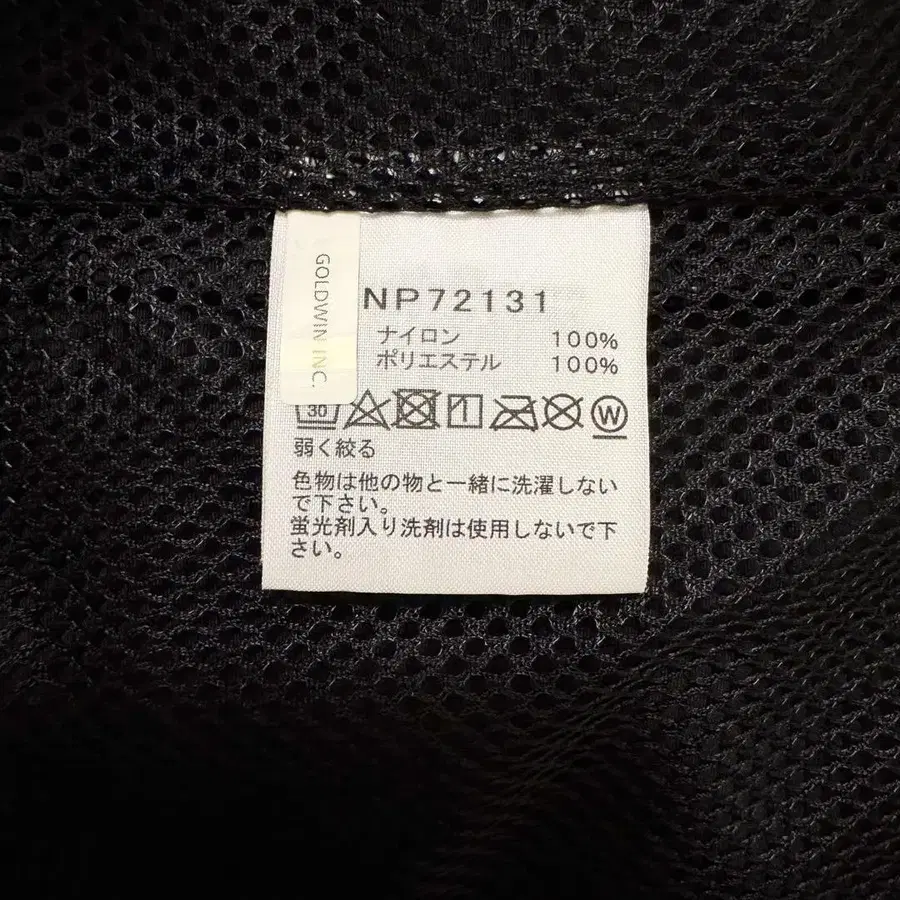 GOLDWIN INC.
NP72131
ナイロン 100%
ポリエステル 100%
30 W
弱く絞る
色物は他の物と一緒に洗濯しない
で下さい。
蛍光剤入り洗剤は使用しないで下
さい。